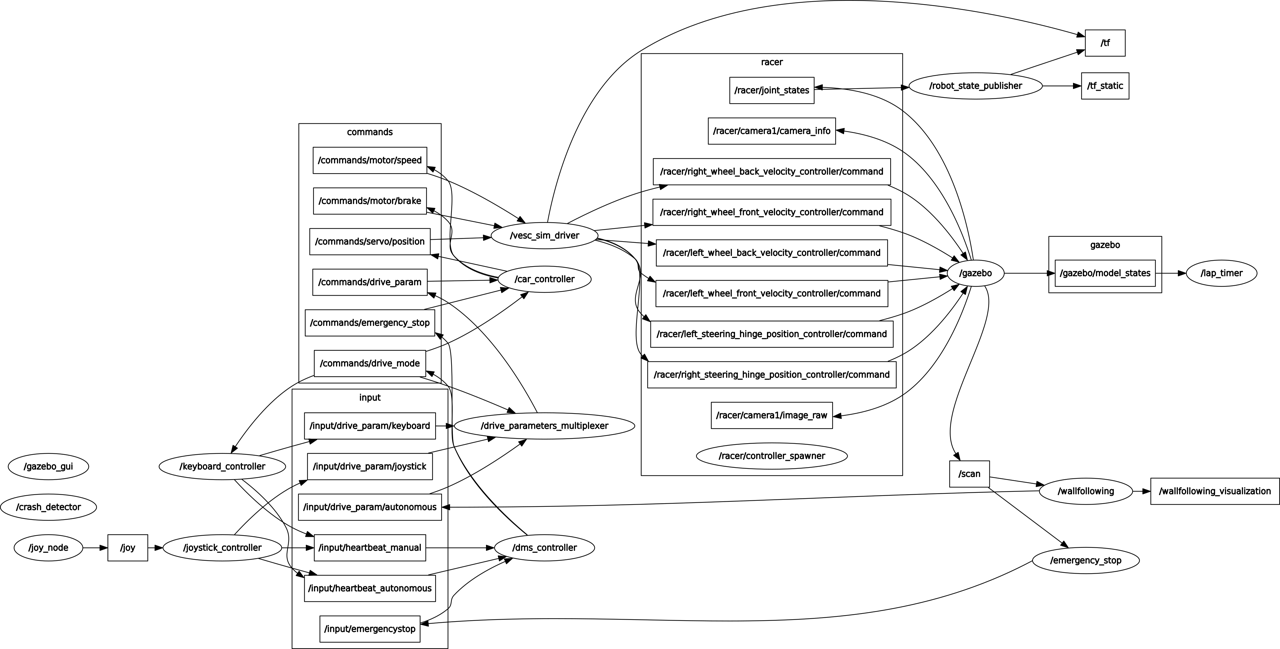 /tf
racer
/racer/joint_states
/robot_state_publisher
/tf_static
commands
/racer/camera1/camera_info
/commands/motor/speed
/racer/right_wheel_back_velocity_controller/command
/commands/motor/brake
/racer/right_wheel_front_velocity_controller/command
/commands/servo/position
/vesc_sim_driver
/racer/left_wheel_back_velocity_controller/command
gazebo
/gazebo
/gazebo/model_states
/lap_timer
/commands/drive_param
/car_controller
/racer/left_wheel_front_velocity_controller/command
/commands/emergency_stop
/racer/left_steering_hinge_position_controller/command
/commands/drive_mode
/racer/right_steering_hinge_position_controller/command
input
/racer/camera1/image_raw
/input/drive_param/keyboard
/drive_parameters_multiplexer
/racer/controller_spawner
/gazebo_gui
/keyboard_controller
/input/drive_param/joystick
/scan
/wallfollowing
/wallfollowing_visualization
/crash_detector
/input/drive_param/autonomous
/joy_node
/joy
/joystick_controller
/input/heartbeat_manual
/dms_controller
/emergency_stop
/input/heartbeat_autonomous
/input/emergencystop